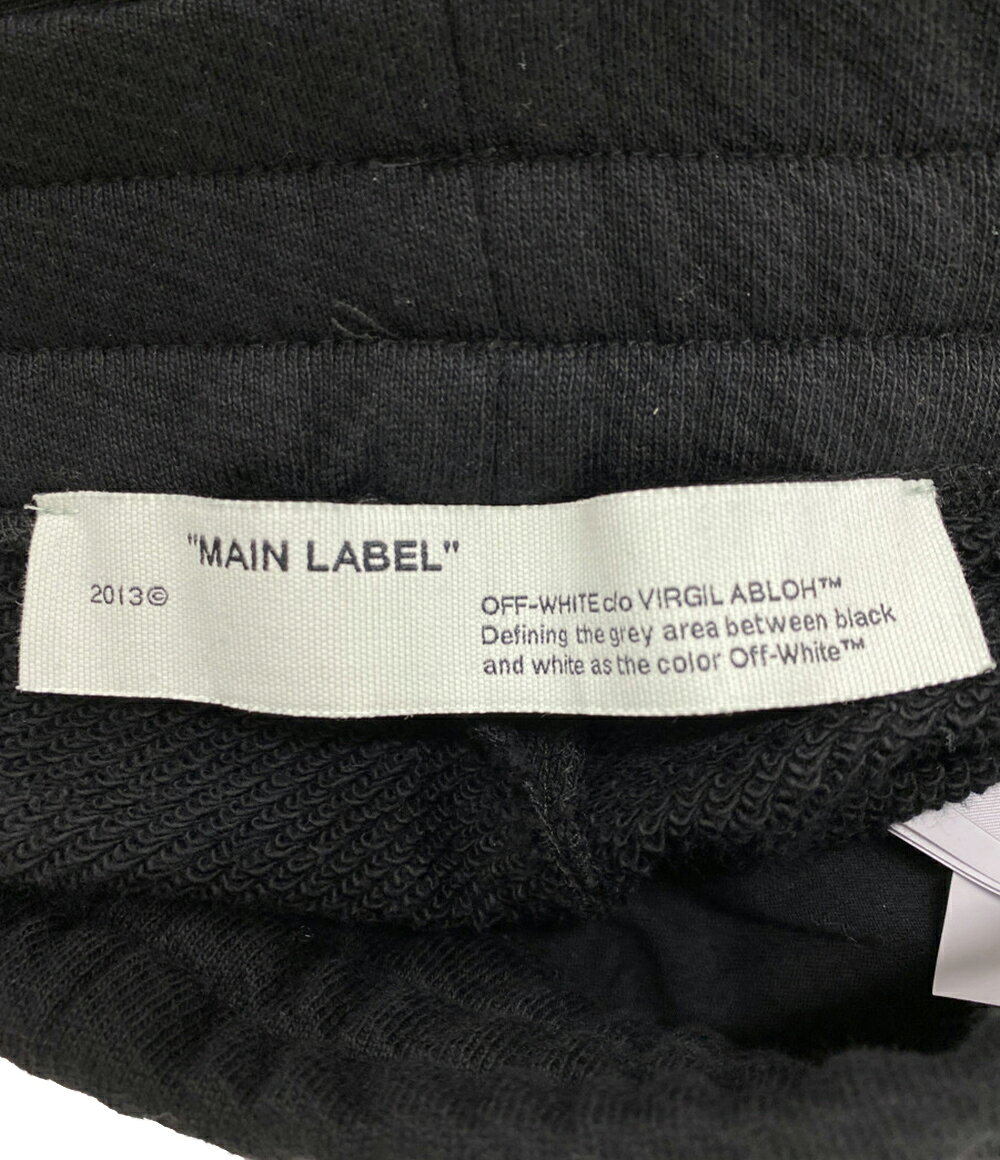 "MAIN LABEL"
2013©
OFF-WHITE c/o VIRGIL ABLOH™
Defining the grey area between black
and white as the color Off-White™